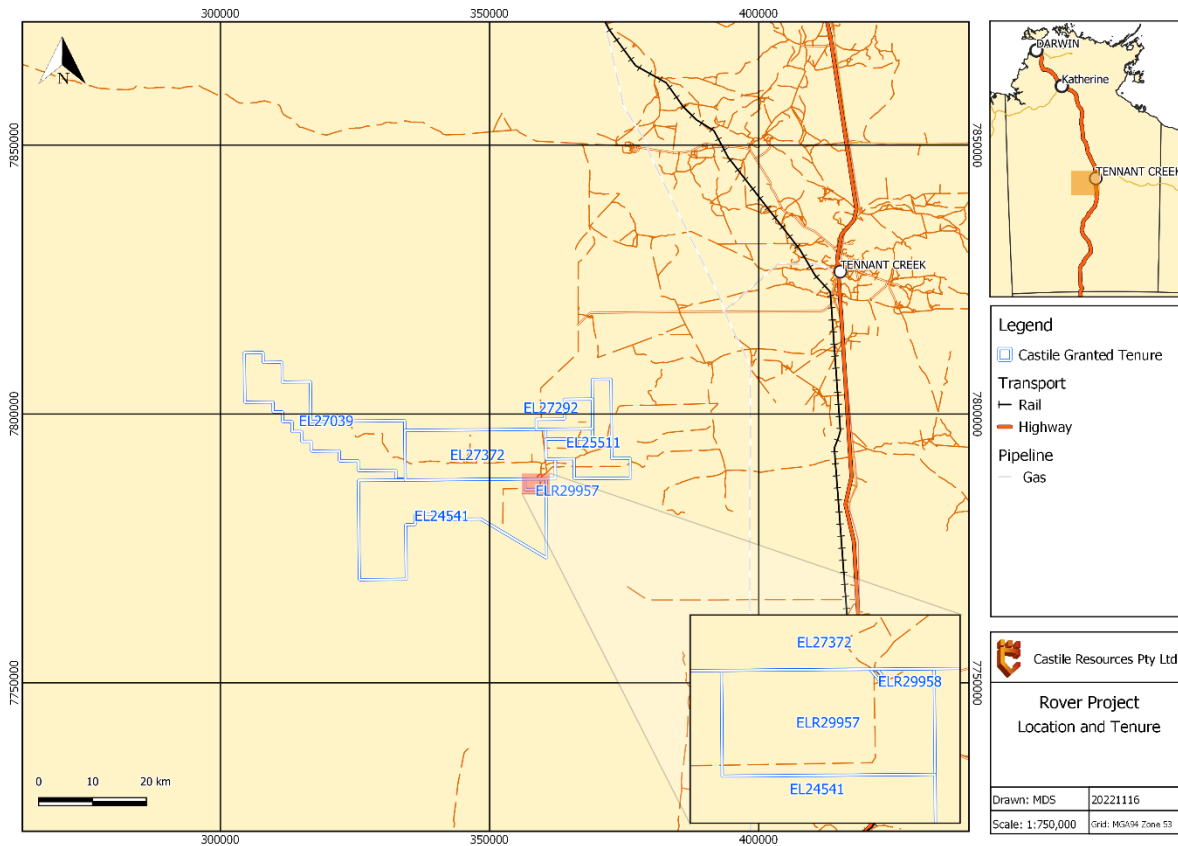 300000
350000
400000
N
7850000
7850000
TENNANT CREEK
7800000
7800000
EL27292
EL27039
EL25511
EL27372
ELR29957
EL24541
7750000
7750000
EL27372
ELR29958
ELR29957
EL24541
0 10 20 km
300000
350000
400000
DARWIN
Katherine
TENNANT CREEK
Legend
Castile Granted Tenure
Transport
Rail
Highway
Pipeline
Gas
Castile Resources Pty Ltd
Rover Project
Location and Tenure
Drawn: MDS
20221116
Scale: 1:750,000
Grid: MGA94 Zone 53